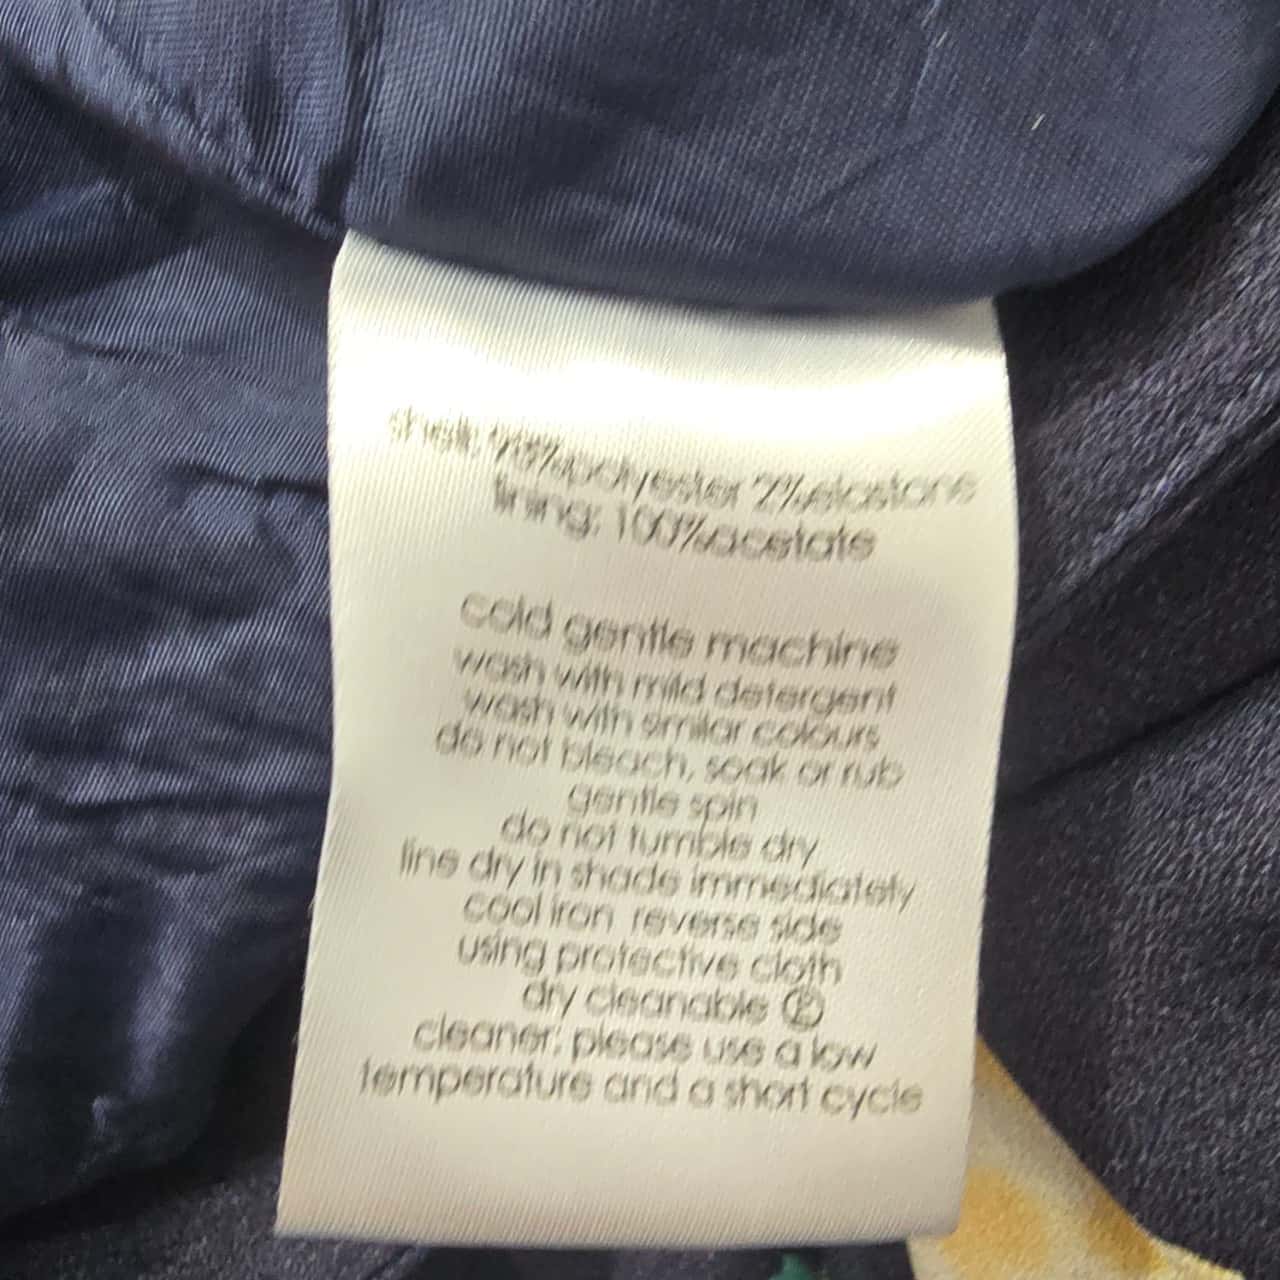 shell: 98%polyester 2%elastane
lining: 100%acetate
cold gentle machine
wash with mild detergent
wash with similar colours
do not bleach, soak or rub
gentle spin
do not tumble dry
line dry in shade immediately
cool iron reverse side
using protective cloth
dry cleanable Ⓟ
cleaner: please use a low
temperature and a short cycle